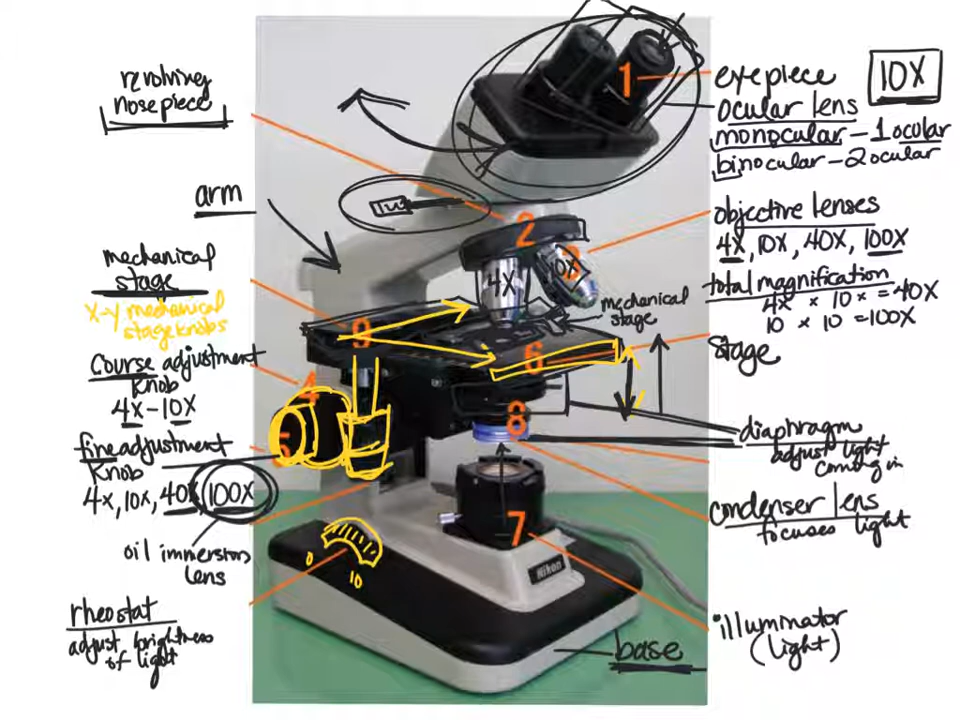 revolving
nosepiece
arm
mechanical
stage
X-y mechanical
stage knobs
Course adjustment
Knob
4x-10x
fine adjustment
Knob
4x, 10x, 40x 100x
oil immersion
lens
rheostat
adjust brightness
of light
0
10
1
2
3
4
5
6
7
8
9
4X
10X
mechanical
stage
Nikon
base
eyepiece
10X
ocular lens
monocular - 1 ocular
binocular - 2 ocular
objective lenses
4X, 10X, 40X, 100X
total magnification
4X x 10 x = 40X
10 x 10 = 100X
stage
diaphragm
adjust light
coming in
condenser lens
focuses light
illuminator
(light)